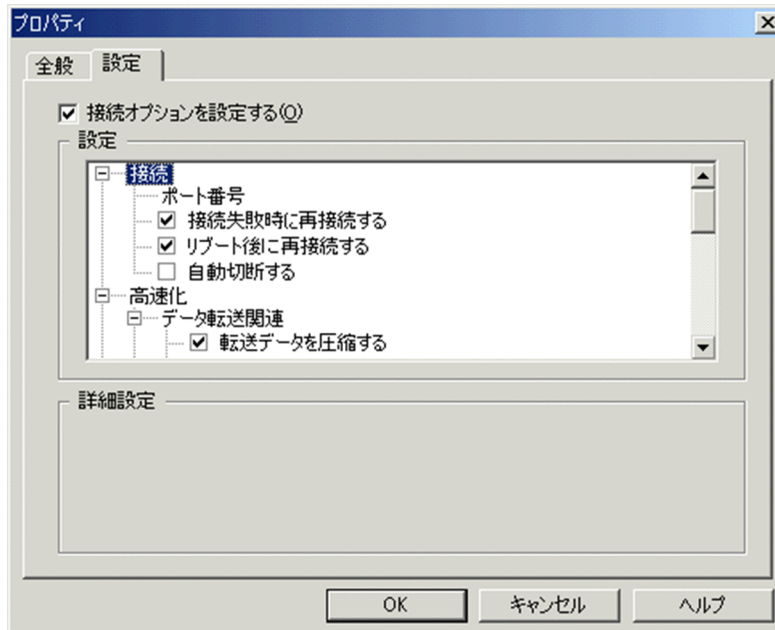 プロパティ
全般 設定
接続オプションを設定する(O)
設定
接続
ポート番号
接続失敗時に再接続する
リブート後に再接続する
自動切断する
高速化
データ転送関連
転送データを圧縮する
詳細設定
OK キャンセル ヘルプ